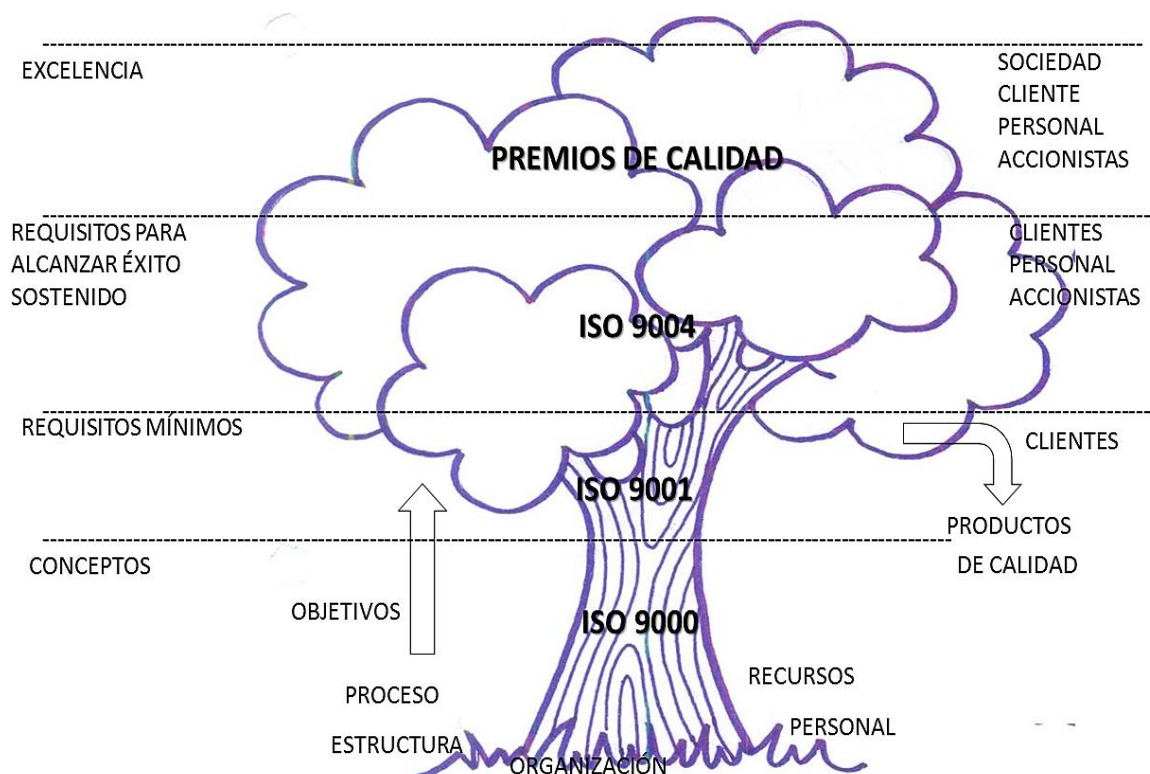 EXCELENCIA
SOCIEDAD
CLIENTE
PERSONAL
ACCIONISTAS
PREMIOS DE CALIDAD
REQUISITOS PARA
ALCANZAR ÉXITO
SOSTENIDO
CLIENTES
PERSONAL
ACCIONISTAS
ISO 9004
REQUISITOS MÍNIMOS
CLIENTES
ISO 9001
PRODUCTOS
DE CALIDAD
CONCEPTOS
OBJETIVOS
ISO 9000
PROCESO
RECURSOS
ESTRUCTURA
PERSONAL
ORGANIZACIÓN